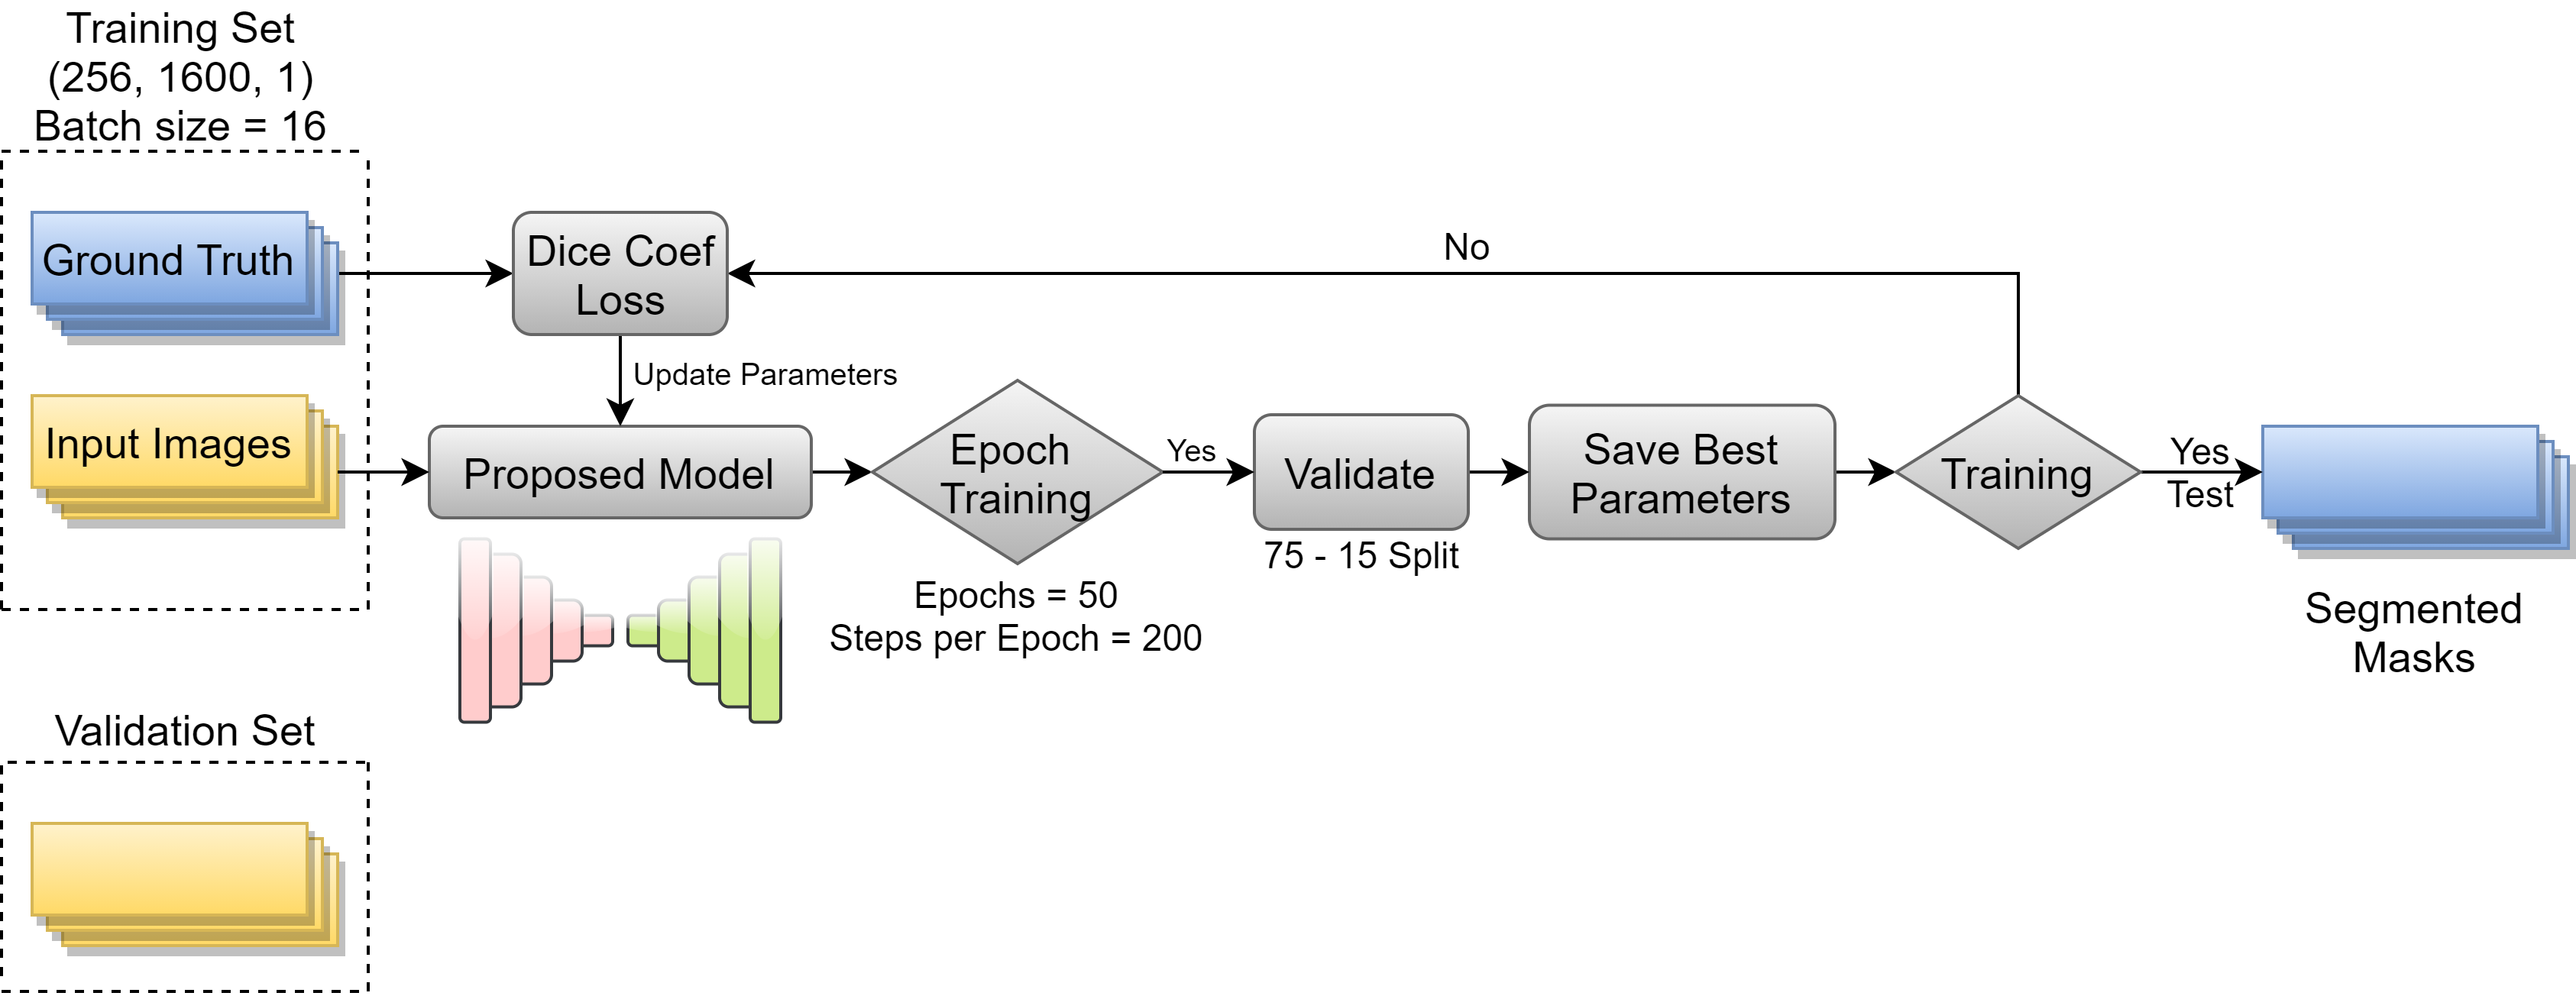 Training Set
(256, 1600, 1)
Batch size = 16
Ground Truth
Input Images
Dice Coef
Loss
Update Parameters
Proposed Model
Epoch
Training
Epochs = 50
Steps per Epoch = 200
Yes
Validate
75 - 15 Split
Save Best
Parameters
Training
No
Yes
Test
Segmented
Masks
Validation Set